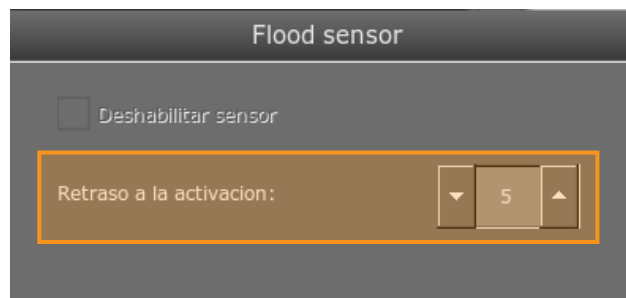 Flood sensor
Deshabilitar sensor
Retraso a la activacion:
5